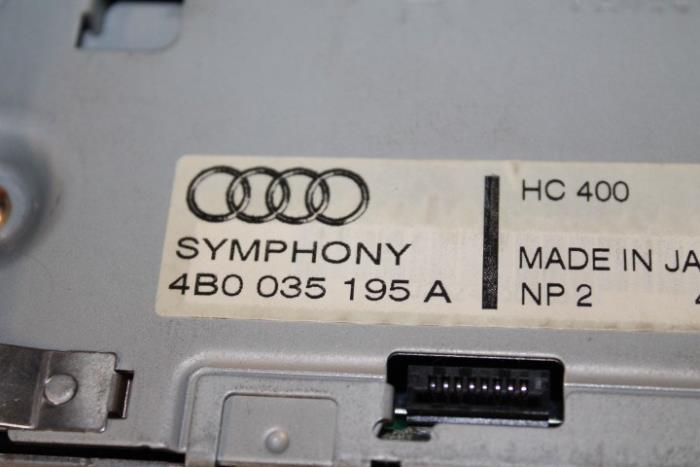 SYMPHONY
4B0 035 195 A
HC 400
MADE IN JA
NP 2